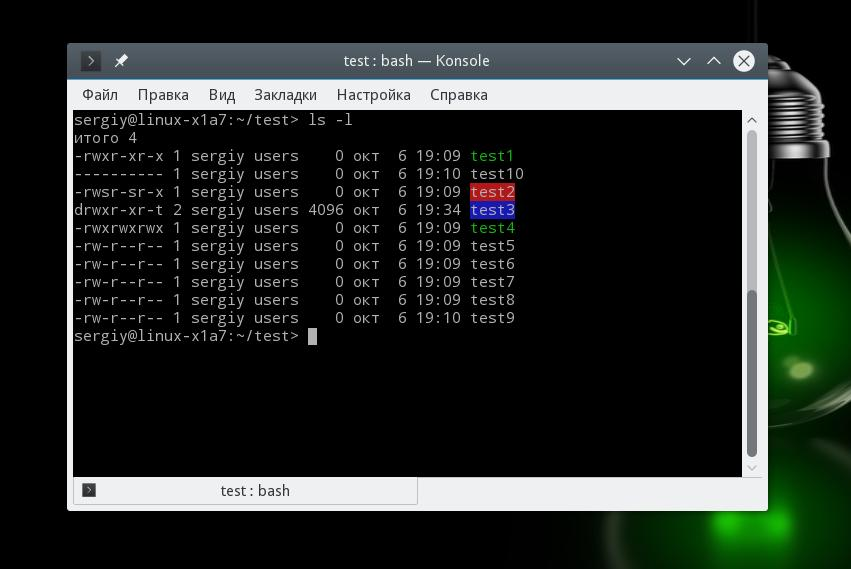 test : bash — Konsole
Файл Правка Вид Закладки Настройка Справка
sergiy@linux-x1a7:~/test> ls -l
итого 4
-rwxr-xr-x 1 sergiy users    0 окт  6 19:09 test1
---------- 1 sergiy users    0 окт  6 19:10 test10
-rwsr-sr-x 1 sergiy users    0 окт  6 19:09 test2
drwxr-xr-t 2 sergiy users 4096 окт  6 19:34 test3
-rwxrwxrwx 1 sergiy users    0 окт  6 19:09 test4
-rw-r--r-- 1 sergiy users    0 окт  6 19:09 test5
-rw-r--r-- 1 sergiy users    0 окт  6 19:09 test6
-rw-r--r-- 1 sergiy users    0 окт  6 19:09 test7
-rw-r--r-- 1 sergiy users    0 окт  6 19:09 test8
-rw-r--r-- 1 sergiy users    0 окт  6 19:10 test9
sergiy@linux-x1a7:~/test>
test : bash